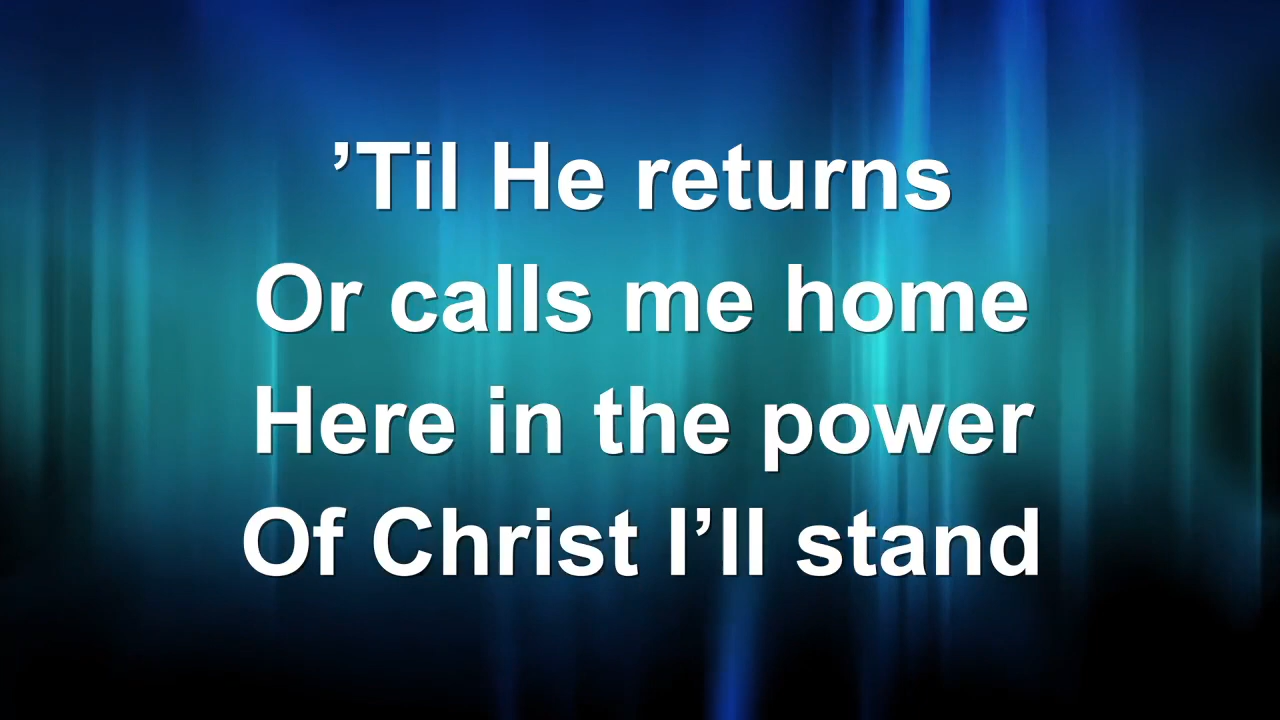 ’Til He returns
Or calls me home
Here in the power
Of Christ I’ll stand